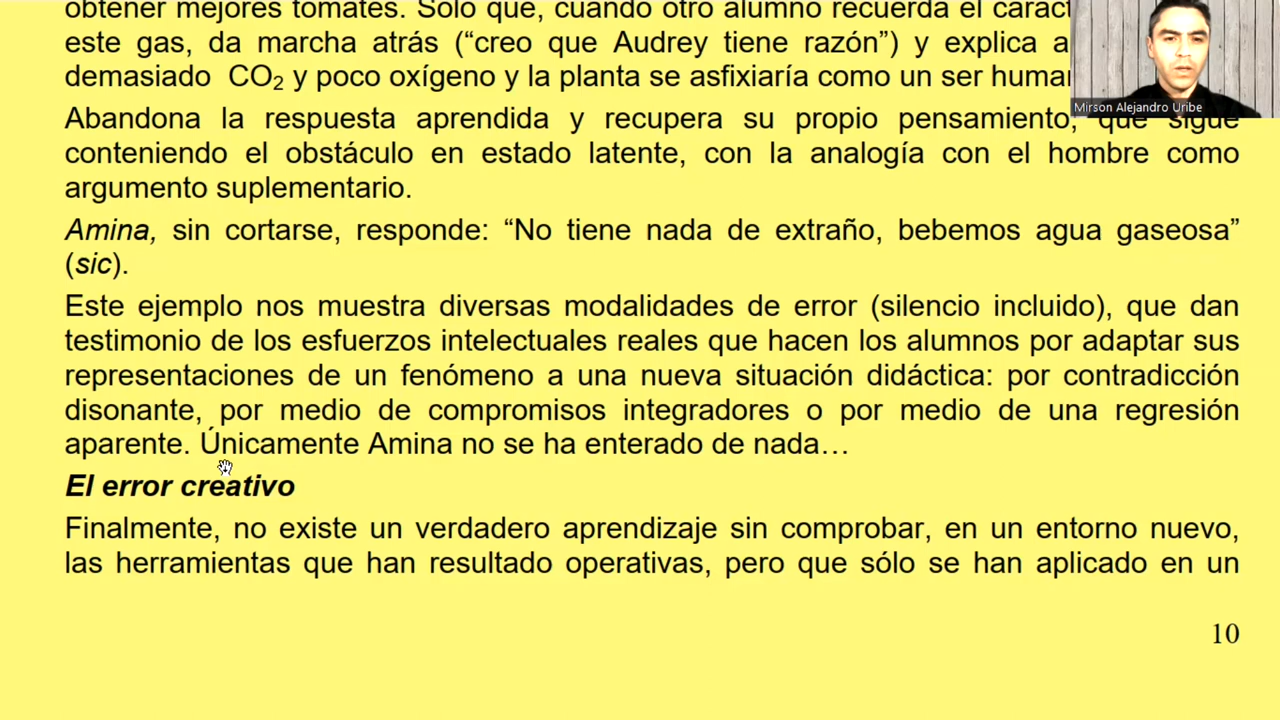 obtener mejores tomates. Sólo que, cuando otro alumno recuerda el
este gas, da marcha atrás (“creo que Audrey tiene razón”) y explica
demasiado CO₂ y poco oxígeno y la planta se asfixiaría como un ser
Mirson Alejandro Uribe
Abandona la respuesta aprendida y recupera su propio pensamiento, que sigue
conteniendo el obstáculo en estado latente, con la analogía con el hombre como
argumento suplementario.
Amina, sin cortarse, responde: “No tiene nada de extraño, bebemos agua gaseosa”
(sic).
Este ejemplo nos muestra diversas modalidades de error (silencio incluido), que dan
testimonio de los esfuerzos intelectuales reales que hacen los alumnos por adaptar sus
representaciones de un fenómeno a una nueva situación didáctica: por contradicción
disonante, por medio de compromisos integradores o por medio de una regresión
aparente. Únicamente Amina no se ha enterado de nada…
El error creativo
Finalmente, no existe un verdadero aprendizaje sin comprobar, en un entorno nuevo,
las herramientas que han resultado operativas, pero que sólo se han aplicado en un
10